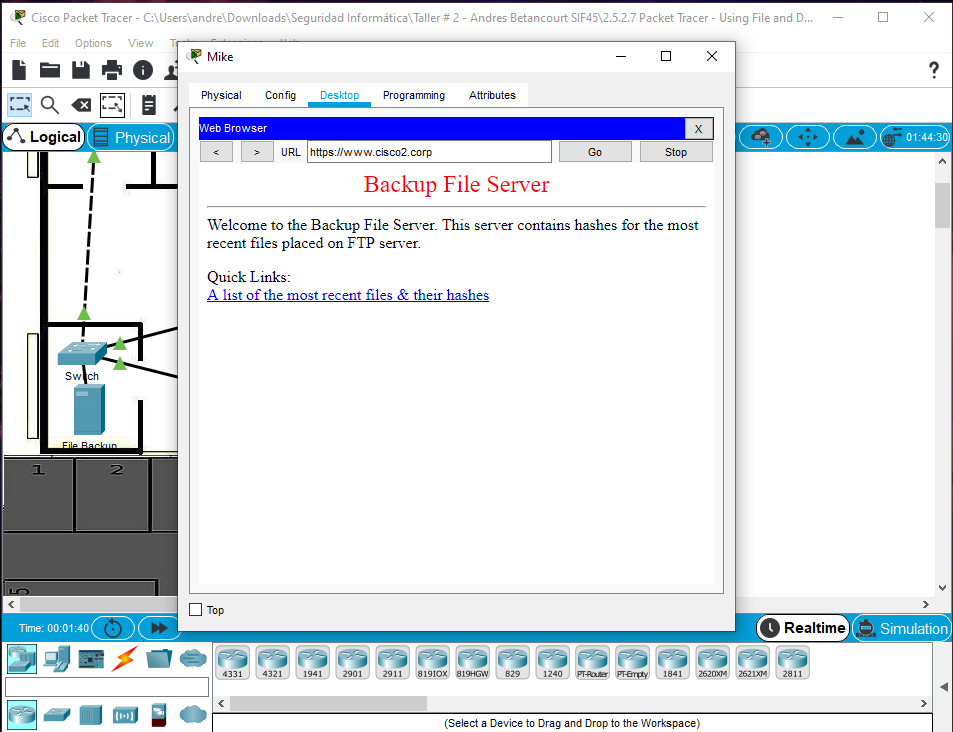 Cisco Packet Tracer - C:\Users\andre\Downloads\Seguridad Informática\Taller # 2 - Andres Betancourt SIF45\2.5.2.7 Packet Tracer - Using File and D...
File Edit Options View
Mike
Physical Config Desktop Programming Attributes
Logical
Physical
01:44:30
Web Browser
X
<
>
URL
https://www.cisco2.corp
Go
Stop
Backup File Server
Welcome to the Backup File Server. This server contains hashes for the most
recent files placed on FTP server.
Quick Links:
A list of the most recent files & their hashes
Switch
File Backup
1
2
Top
Time: 00:01:40
Realtime
Simulation
4331
4321
1941
2901
2911
819IOX
819HGW
829
1240
PT-Router
PT-Empty
1841
2620XM
2621XM
2811
(Select a Device to Drag and Drop to the Workspace)